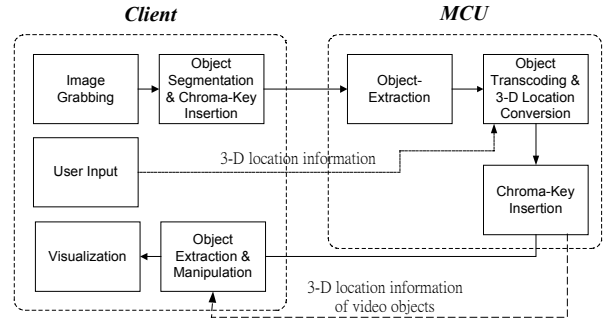 Client
MCU
Image
Grabbing
Object
Segmentation
& Chroma-Key
Insertion
Object-
Extraction
Object
Transcoding &
3-D Location
Conversion
3-D location information
User Input
Chroma-Key
Insertion
Visualization
Object
Extraction &
Manipulation
3-D location information
of video objects